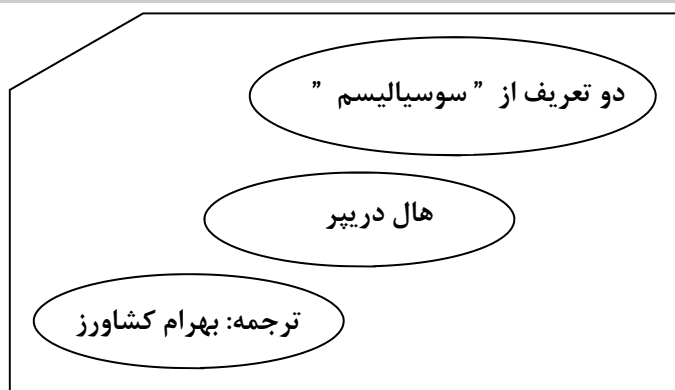 دو تعریف از " سوسیالیسم "
هال دریپر
ترجمه: بهرام کشاورز